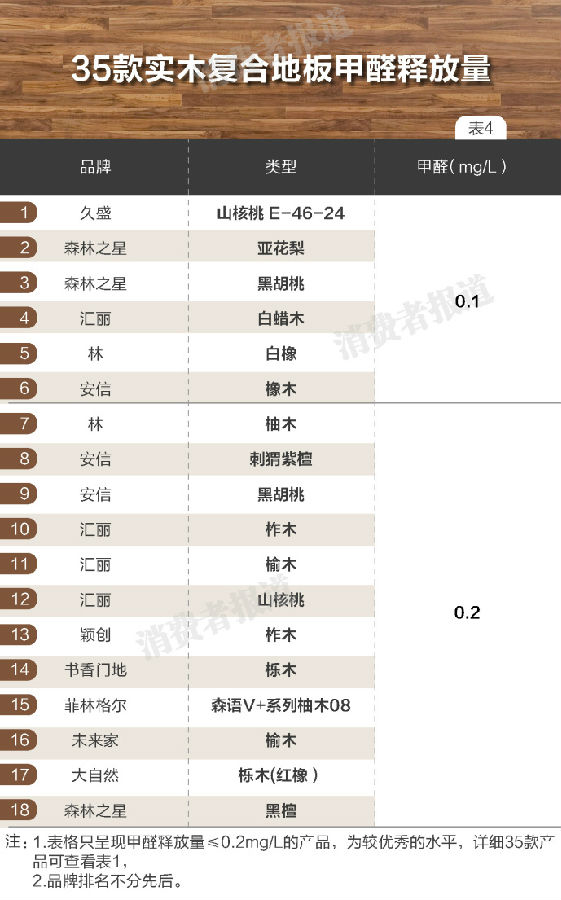 35款实木复合地板甲醛释放量
表4
品牌 类型 甲醛(mg/L)
1 久盛 山核桃 E-46-24
2 森林之星 亚花梨
3 森林之星 黑胡桃
4 汇丽 白蜡木
5 林 白橡
6 安信 橡木
0.1
7 林 柚木
8 安信 刺猬紫檀
9 安信 黑胡桃
10 汇丽 柞木
11 汇丽 榆木
12 汇丽 山核桃
13 颖创 柞木
14 书香门地 栎木
15 菲林格尔 森语V+系列柚木08
16 未来家 榆木
17 大自然 栎木(红橡)
18 森林之星 黑檀
0.2
注：1.表格只呈现甲醛释放量≤0.2mg/L的产品，为较优秀的水平，详细35款产
品可查看表1，
2.品牌排名不分先后。
消费者报道
消费者报道
消费者报道